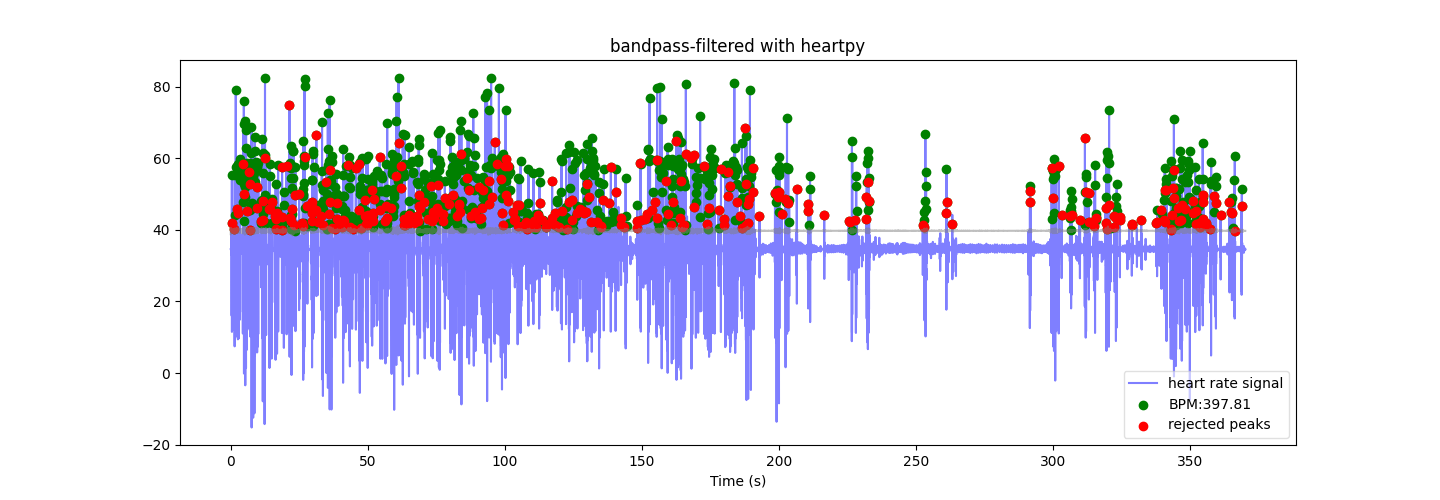 bandpass-filtered with heartpy
80
60
40
20
0
−20
0 50 100 150 200 250 300 350
Time (s)
heart rate signal
BPM:397.81
rejected peaks